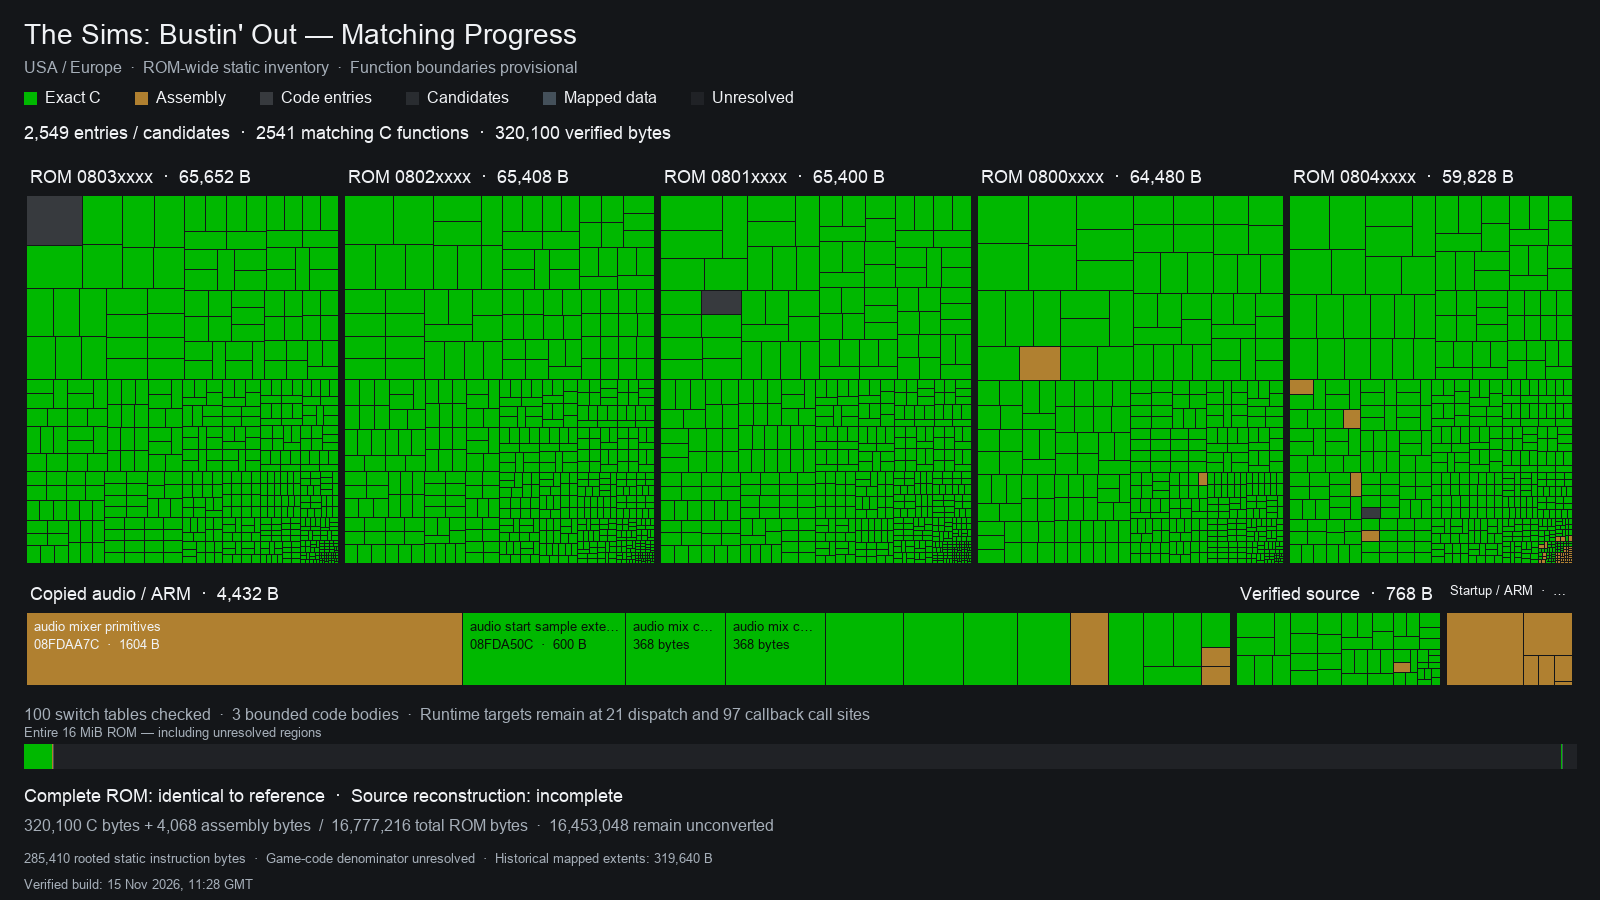 The Sims: Bustin' Out — Matching Progress
USA / Europe · ROM-wide static inventory · Function boundaries provisional
Exact C Assembly Code entries Candidates Mapped data Unresolved
2,549 entries / candidates · 2541 matching C functions · 320,100 verified bytes
ROM 0803xxxx · 65,652 B ROM 0802xxxx · 65,408 B ROM 0801xxxx · 65,400 B ROM 0800xxxx · 64,480 B ROM 0804xxxx · 59,828 B
Copied audio / ARM · 4,432 B Verified source · 768 B Startup / ARM · …
audio mixer primitives audio start sample exte… audio mix c… audio mix c…
08FDAA7C · 1604 B 08FDA50C · 600 B 368 bytes 368 bytes
100 switch tables checked · 3 bounded code bodies · Runtime targets remain at 21 dispatch and 97 callback call sites
Entire 16 MiB ROM — including unresolved regions
Complete ROM: identical to reference · Source reconstruction: incomplete
320,100 C bytes + 4,068 assembly bytes / 16,777,216 total ROM bytes · 16,453,048 remain unconverted
285,410 rooted static instruction bytes · Game-code denominator unresolved · Historical mapped extents: 319,640 B
Verified build: 15 Nov 2026, 11:28 GMT